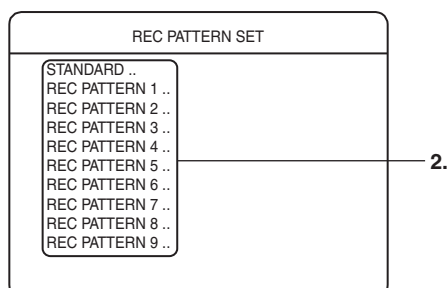 REC PATTERN SET
STANDARD ..
REC PATTERN 1 ..
REC PATTERN 2 ..
REC PATTERN 3 ..
REC PATTERN 4 ..
REC PATTERN 5 ..
REC PATTERN 6 ..
REC PATTERN 7 ..
REC PATTERN 8 ..
REC PATTERN 9 ..
2.